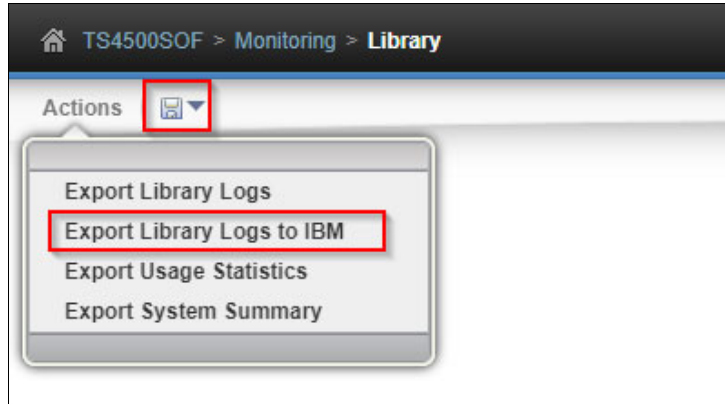 TS4500SOF > Monitoring > Library
Actions
Export Library Logs
Export Library Logs to IBM
Export Usage Statistics
Export System Summary